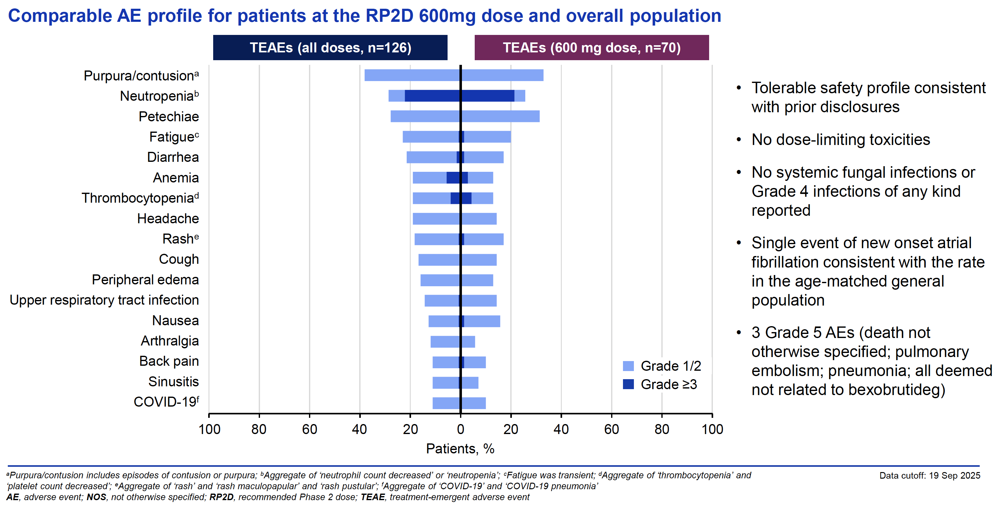 Comparable AE profile for patients at the RP2D 600mg dose and overall population
TEAEs (all doses, n=126)
TEAEs (600 mg dose, n=70)
Purpura/contusionᵃ
Neutropeniaᵇ
Petechiae
Fatigueᶜ
Diarrhea
Anemia
Thrombocytopeniaᵈ
Headache
Rashᵉ
Cough
Peripheral edema
Upper respiratory tract infection
Nausea
Arthralgia
Back pain
Sinusitis
COVID-19ᶠ
100 80 60 40 20 0 20 40 60 80 100
Patients, %
Grade 1/2
Grade ≥3
• Tolerable safety profile consistent
with prior disclosures
• No dose-limiting toxicities
• No systemic fungal infections or
Grade 4 infections of any kind
reported
• Single event of new onset atrial
fibrillation consistent with the rate
in the age-matched general
population
• 3 Grade 5 AEs (death not
otherwise specified; pulmonary
embolism; pneumonia; all deemed
not related to bexobrutideg)
ᵃPurpura/contusion includes episodes of contusion or purpura; ᵇAggregate of ‘neutrophil count decreased’ or ‘neutropenia’; ᶜFatigue was transient; ᵈAggregate of ‘thrombocytopenia’ and
‘platelet count decreased’; ᵉAggregate of ‘rash’ and ‘rash maculopapular’ and ‘rash pustular’; ᶠAggregate of ‘COVID-19’ and ‘COVID-19 pneumonia’
AE, adverse event; NOS, not otherwise specified; RP2D, recommended Phase 2 dose; TEAE, treatment-emergent adverse event
Data cutoff: 19 Sep 2025